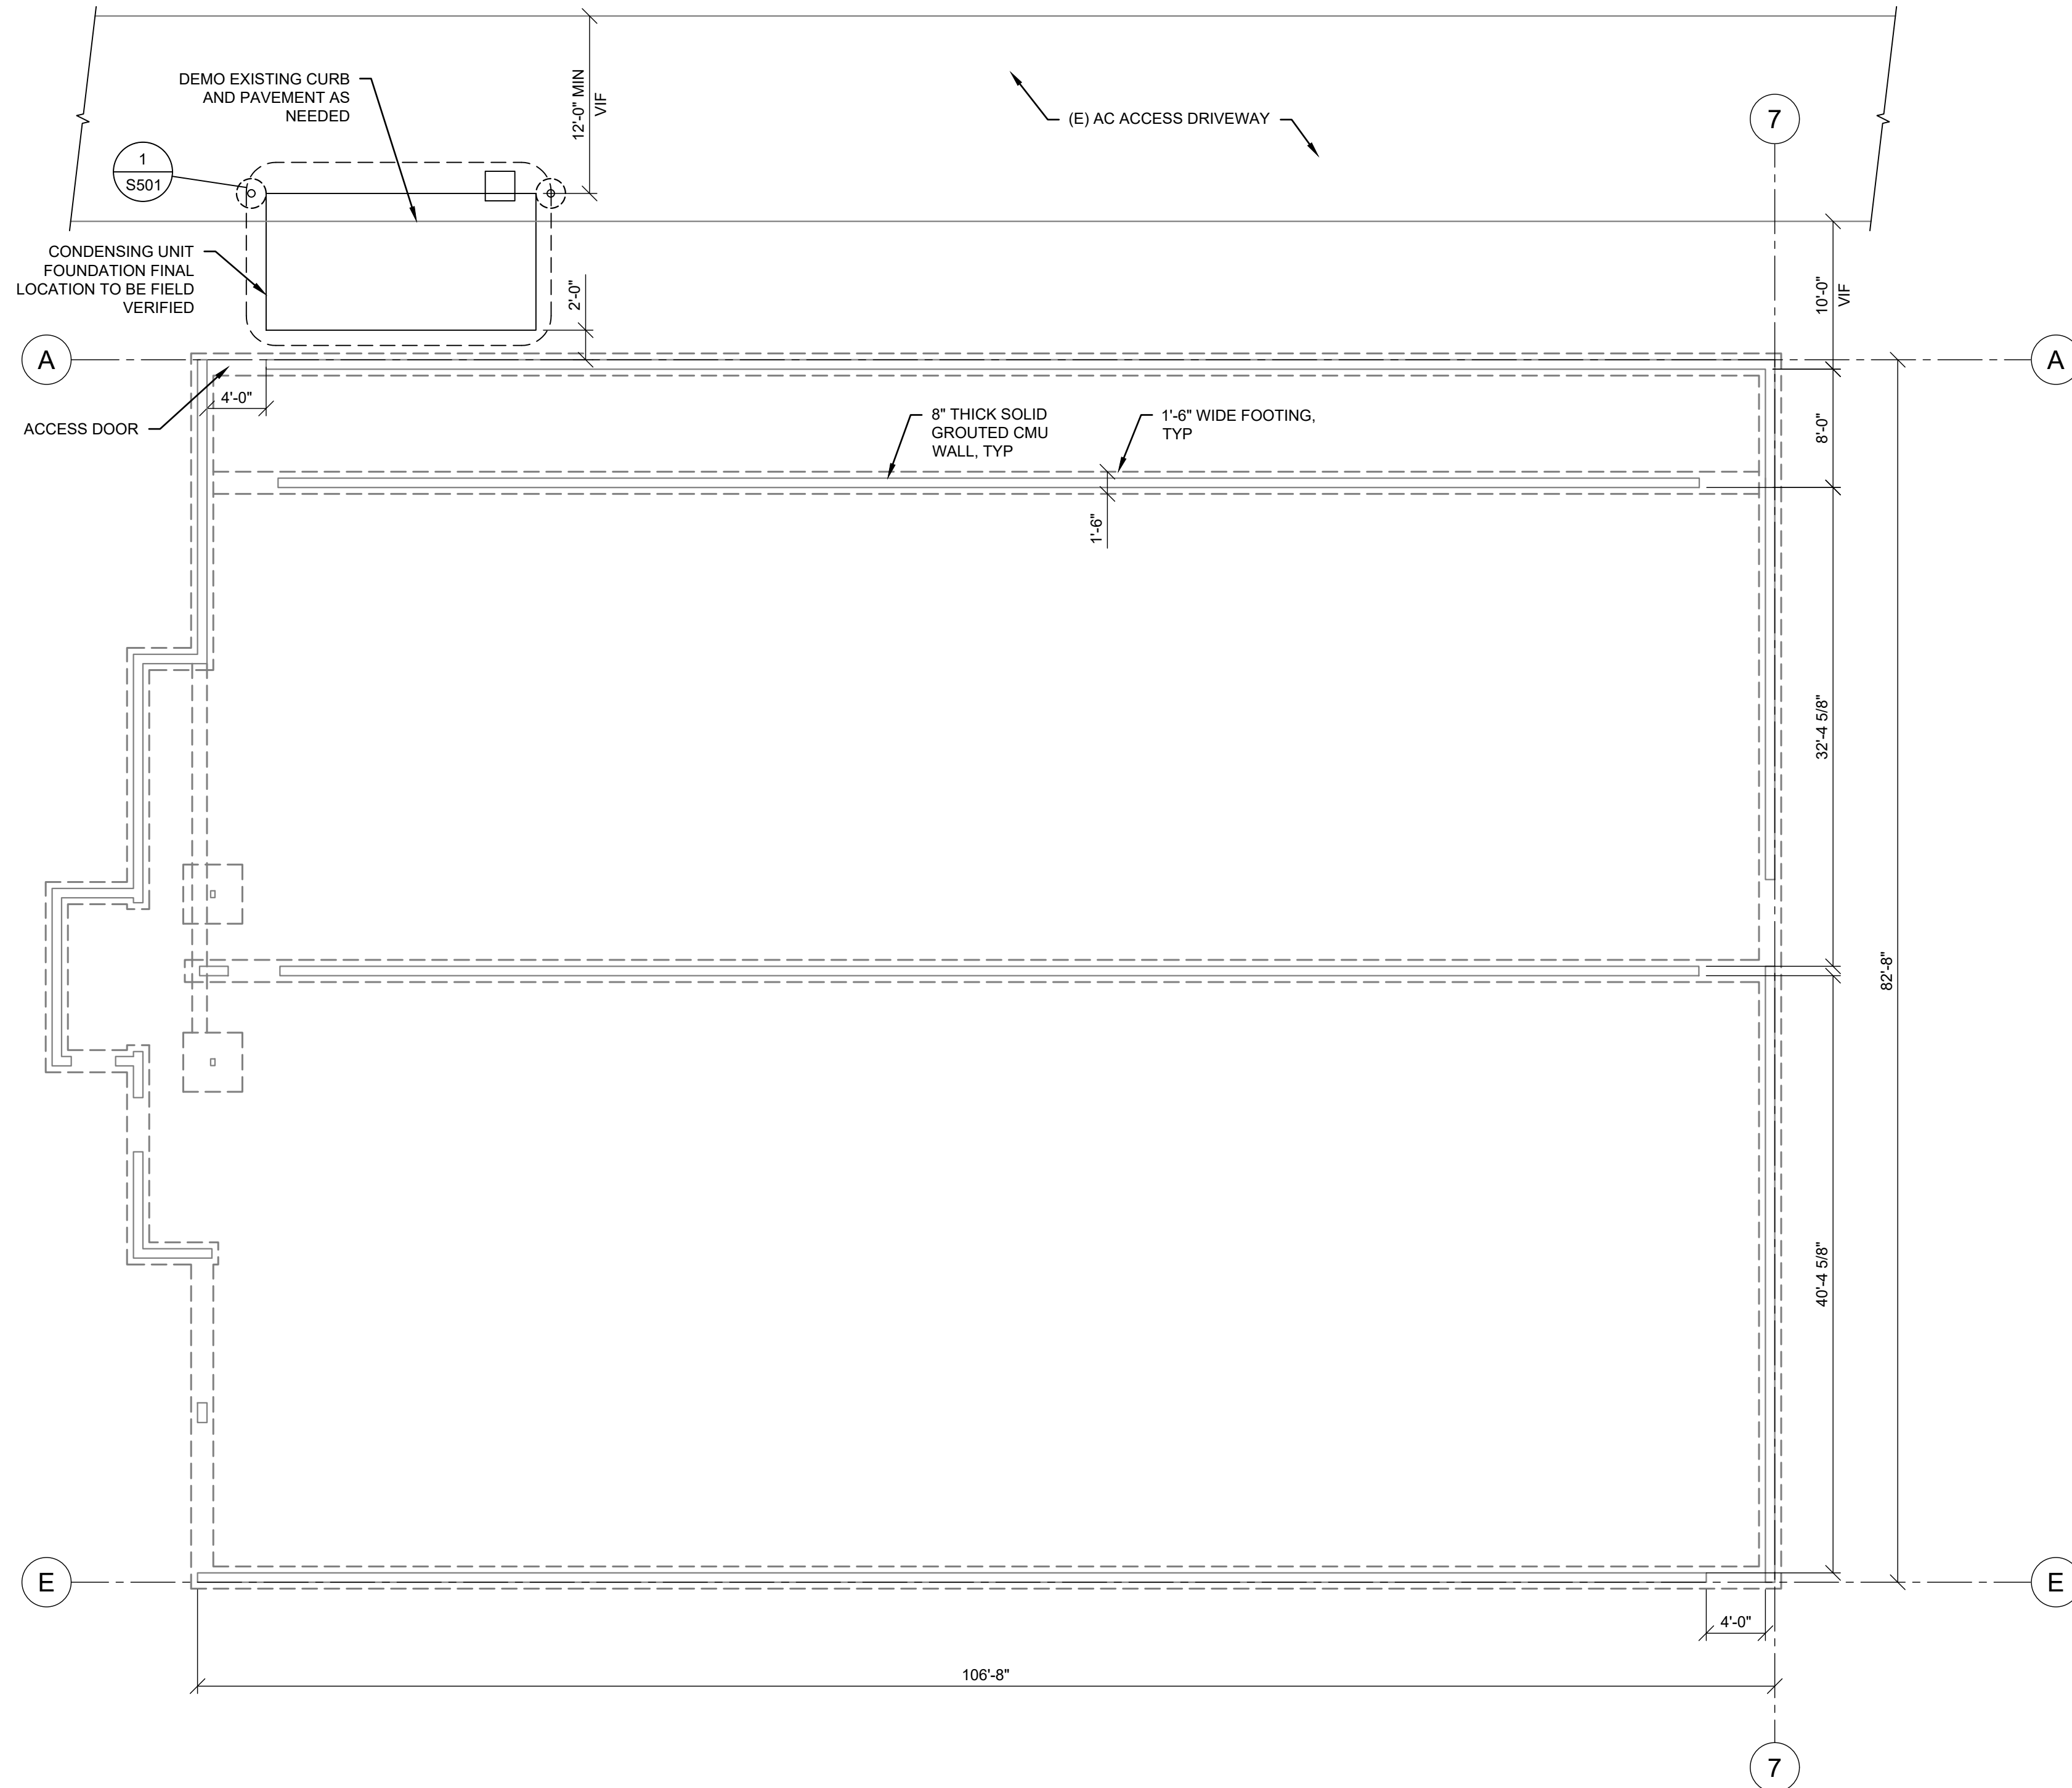 DEMO EXISTING CURB
AND PAVEMENT AS
NEEDED
12'-0" MIN
VIF
(E) AC ACCESS DRIVEWAY
7
1
S501
CONDENSING UNIT
FOUNDATION FINAL
LOCATION TO BE FIELD
VERIFIED
2'-0"
10'-0"
VIF
A
A
4'-0"
ACCESS DOOR
8" THICK SOLID
GROUTED CMU
WALL, TYP
1'-6" WIDE FOOTING,
TYP
8'-0"
1'-6"
32'-4 5/8"
82'-8"
40'-4 5/8"
E
E
4'-0"
106'-8"
7